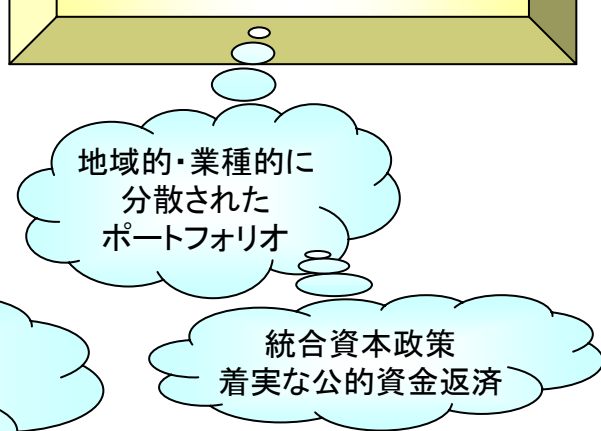 地域的・業種的に
分散された
ポートフォリオ
統合資本政策
着実な公的資金返済